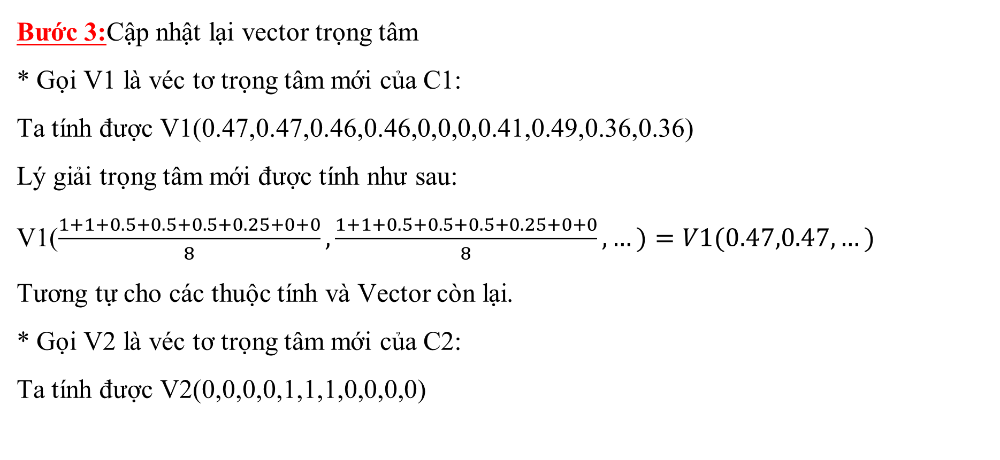 Bước 3:Cập nhật lại vector trọng tâm
* Gọi V1 là véc tơ trọng tâm mới của C1:
Ta tính được V1(0.47,0.47,0.46,0.46,0,0,0,0.41,0.49,0.36,0.36)
Lý giải trọng tâm mới được tính như sau:
V1(\frac{1+1+0.5+0.5+0.5+0.25+0+0}{8},\frac{1+1+0.5+0.5+0.5+0.25+0+0}{8},…) = V1(0.47,0.47,…)
Tương tự cho các thuộc tính và Vector còn lại.
* Gọi V2 là véc tơ trọng tâm mới của C2:
Ta tính được V2(0,0,0,0,1,1,1,0,0,0,0)